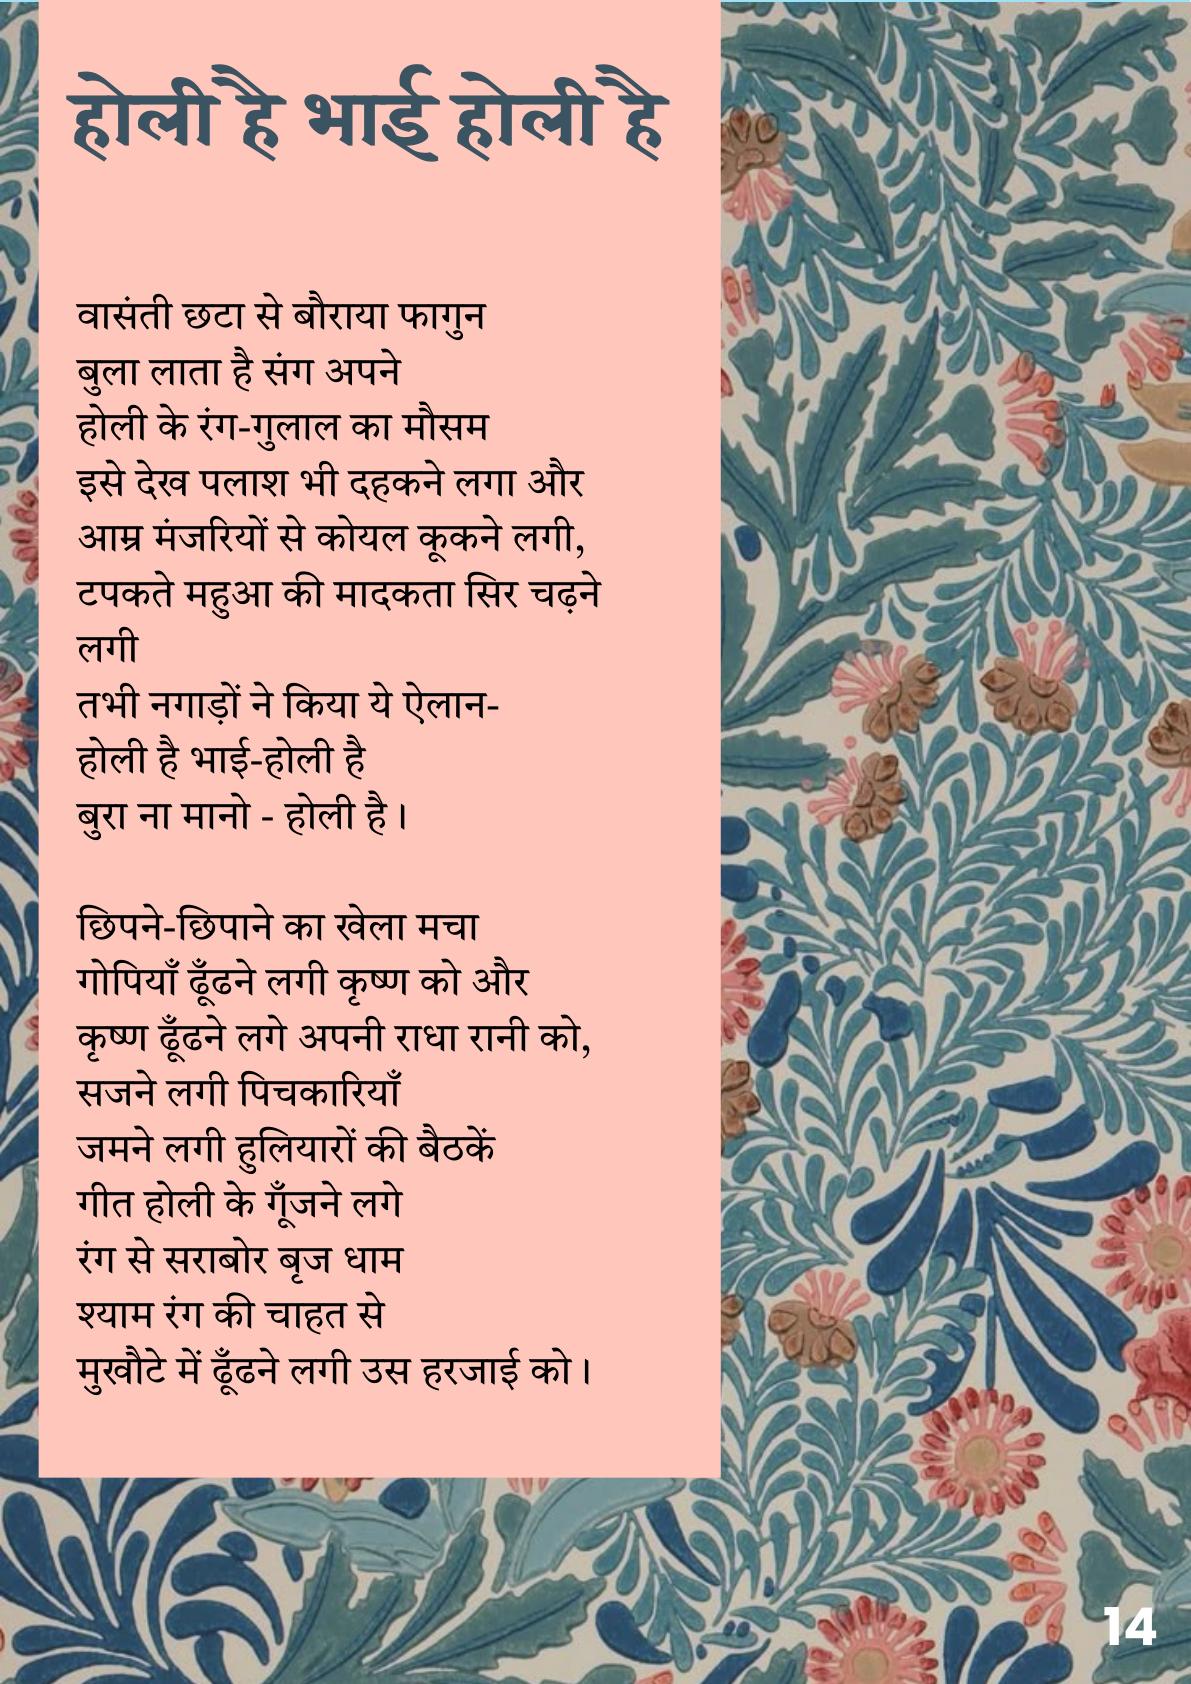 होली है भाई होली है
वासंती छटा से बौराया फागुन
बुला लाता है संग अपने
होली के रंग-गुलाल का मौसम
इसे देख पलाश भी दहकने लगा और
आम्र मंजरियों से कोयल कूकने लगी,
टपकते महुआ की मादकता सिर चढ़ने
लगी
तभी नगाड़ों ने किया ये ऐलान-
होली है भाई-होली है
बुरा ना मानो - होली है।
छिपने-छिपाने का खेला मचा
गोपियाँ ढूँढने लगी कृष्ण को और
कृष्ण ढूँढने लगे अपनी राधा रानी को,
सजने लगी पिचकारियाँ
जमने लगी हुलियारों की बैठकें
गीत होली के गूँजने लगे
रंग से सराबोर बृज धाम
श्याम रंग की चाहत से
मुखौटे में ढूँढने लगी उस हरजाई को।
14